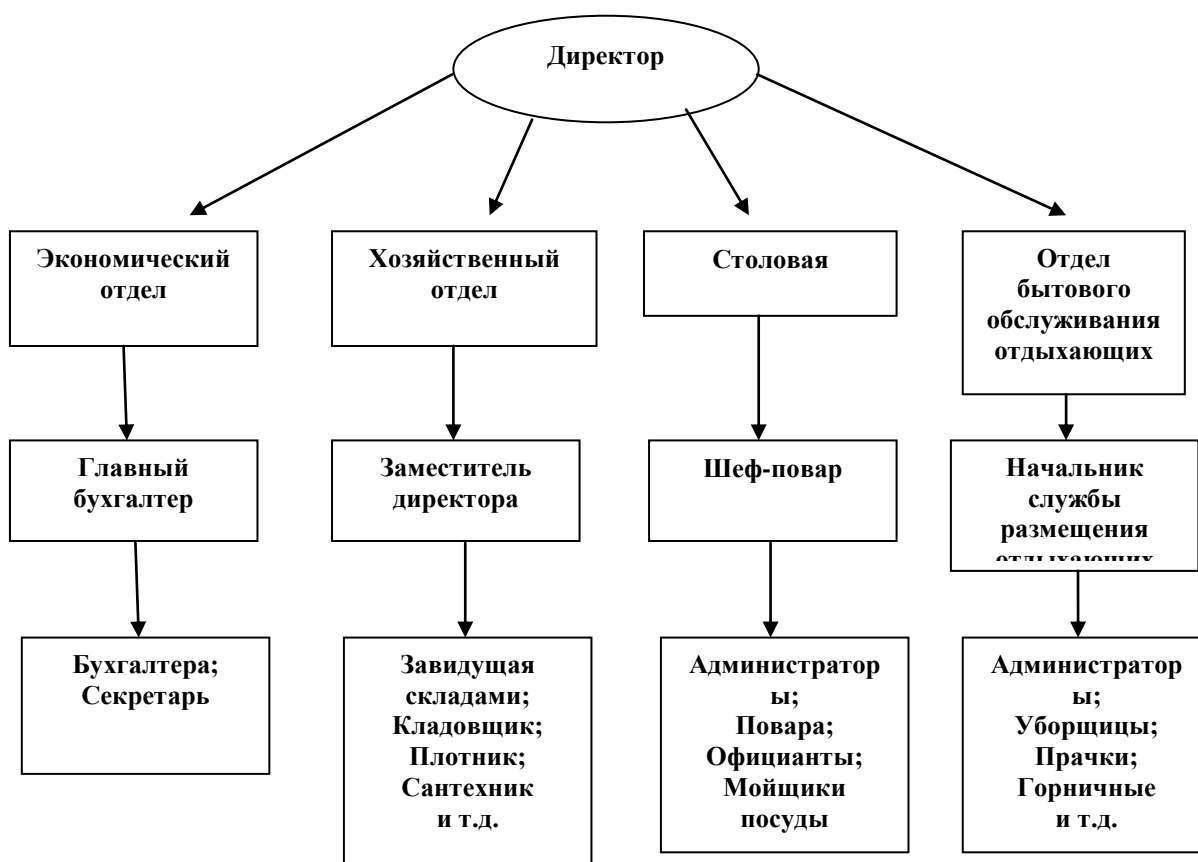 Директор
Экономический
отдел
Хозяйственный
отдел
Столовая
Отдел
бытового
обслуживания
отдыхающих
Главный
бухгалтер
Заместитель
директора
Шеф-повар
Начальник
службы
размещения
отдыхающих
Бухгалтера;
Секретарь
Завидущая
складами;
Кладовщик;
Плотник;
Сантехник
и т.д.
Администратор
ы;
Повара;
Официанты;
Мойщики
посуды
Администратор
ы;
Уборщицы;
Прачки;
Горничные
и т.д.